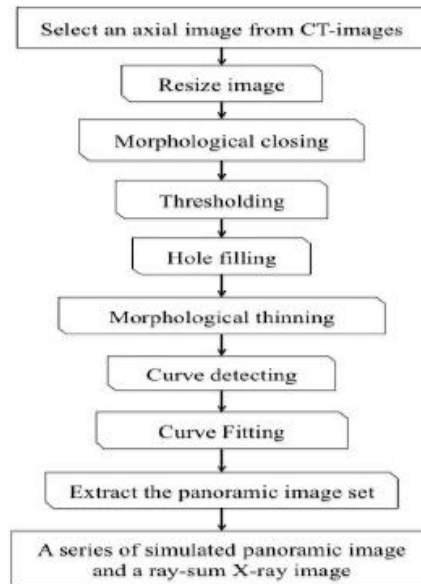 Select an axial image from CT-images
Resize image
Morphological closing
Thresholding
Hole filling
Morphological thinning
Curve detecting
Curve Fitting
Extract the panoramic image set
A series of simulated panoramic image
and a ray-sum X-ray image